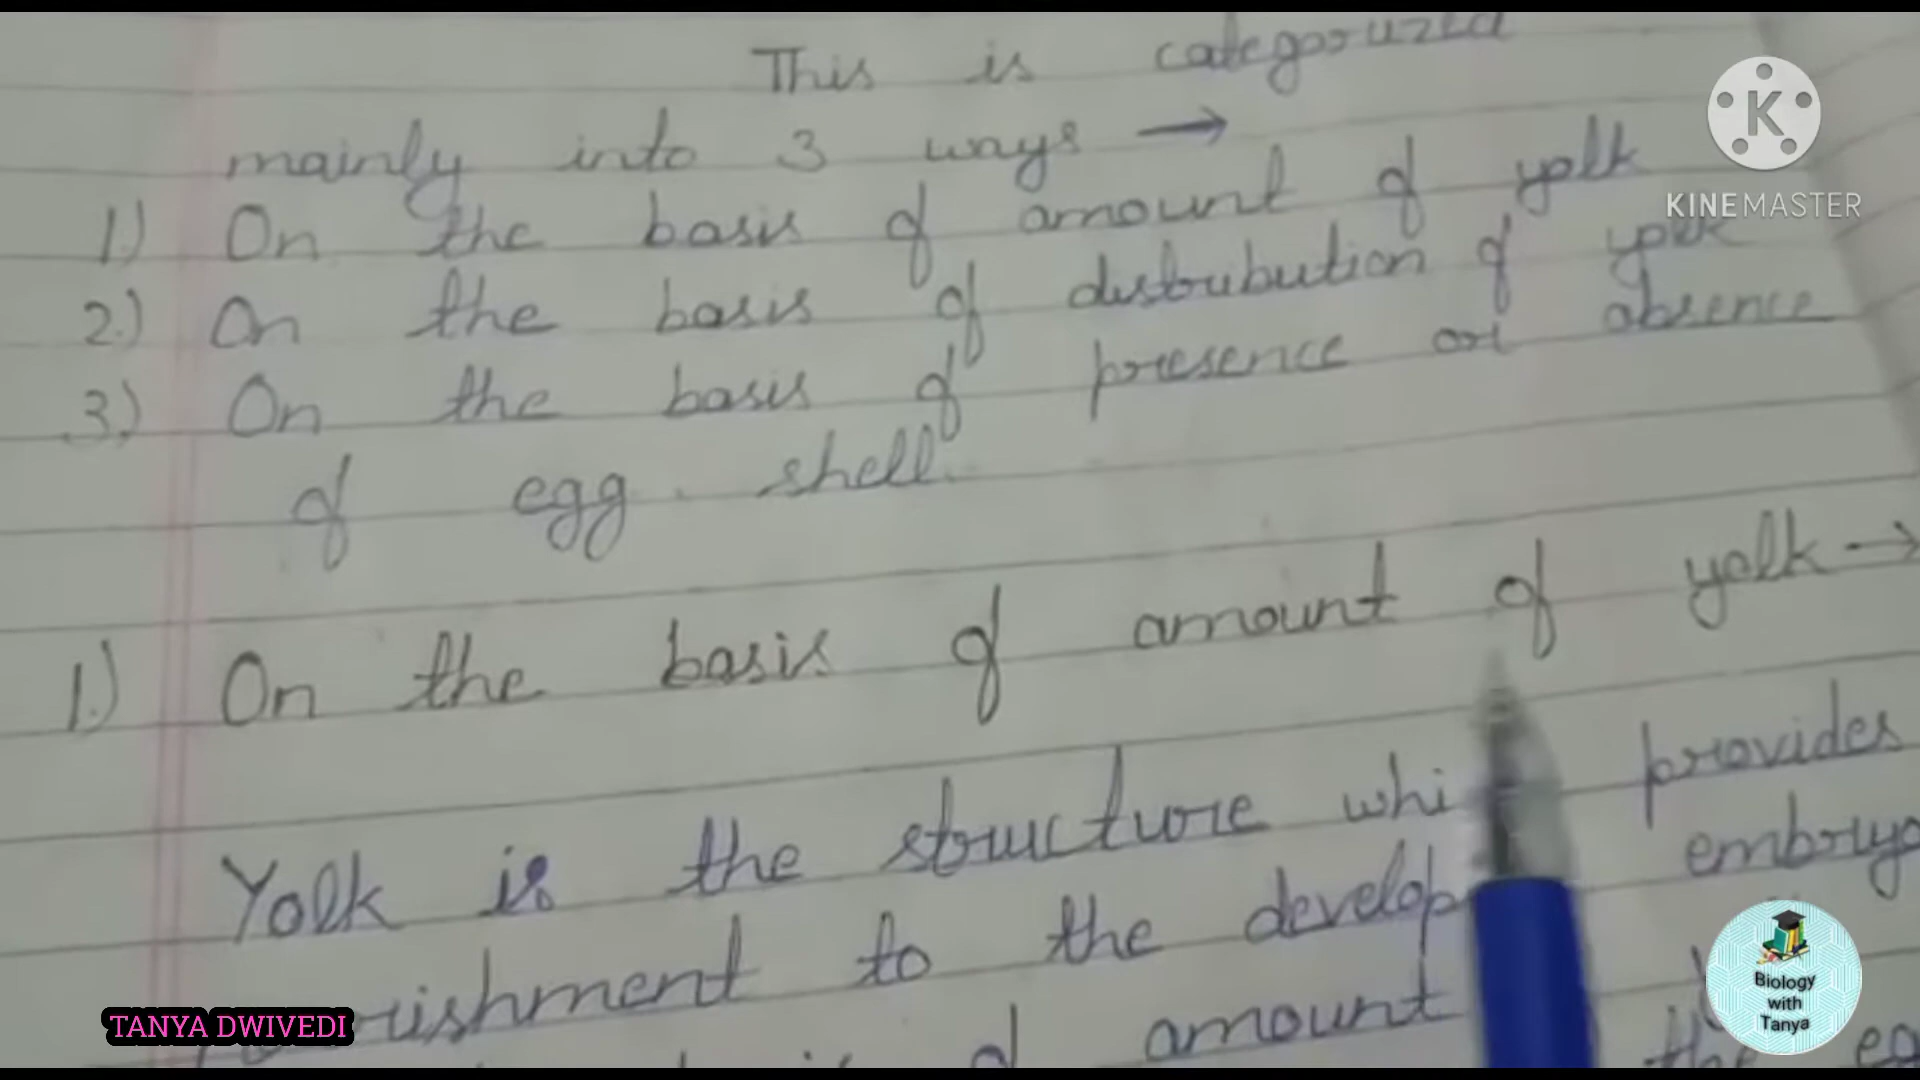 This is categorized
mainly into 3 ways →
1.) On the basis of amount of yolk
2.) On the basis of distribution of yolk
3.) On the basis of presence or absence
of egg shell.
1.) On the basis of amount of yolk →
Yolk is the structure provides
to the embryo
amount
the
K
KINEMASTER
TANYA DWIVEDI
Biology
with
Tanya